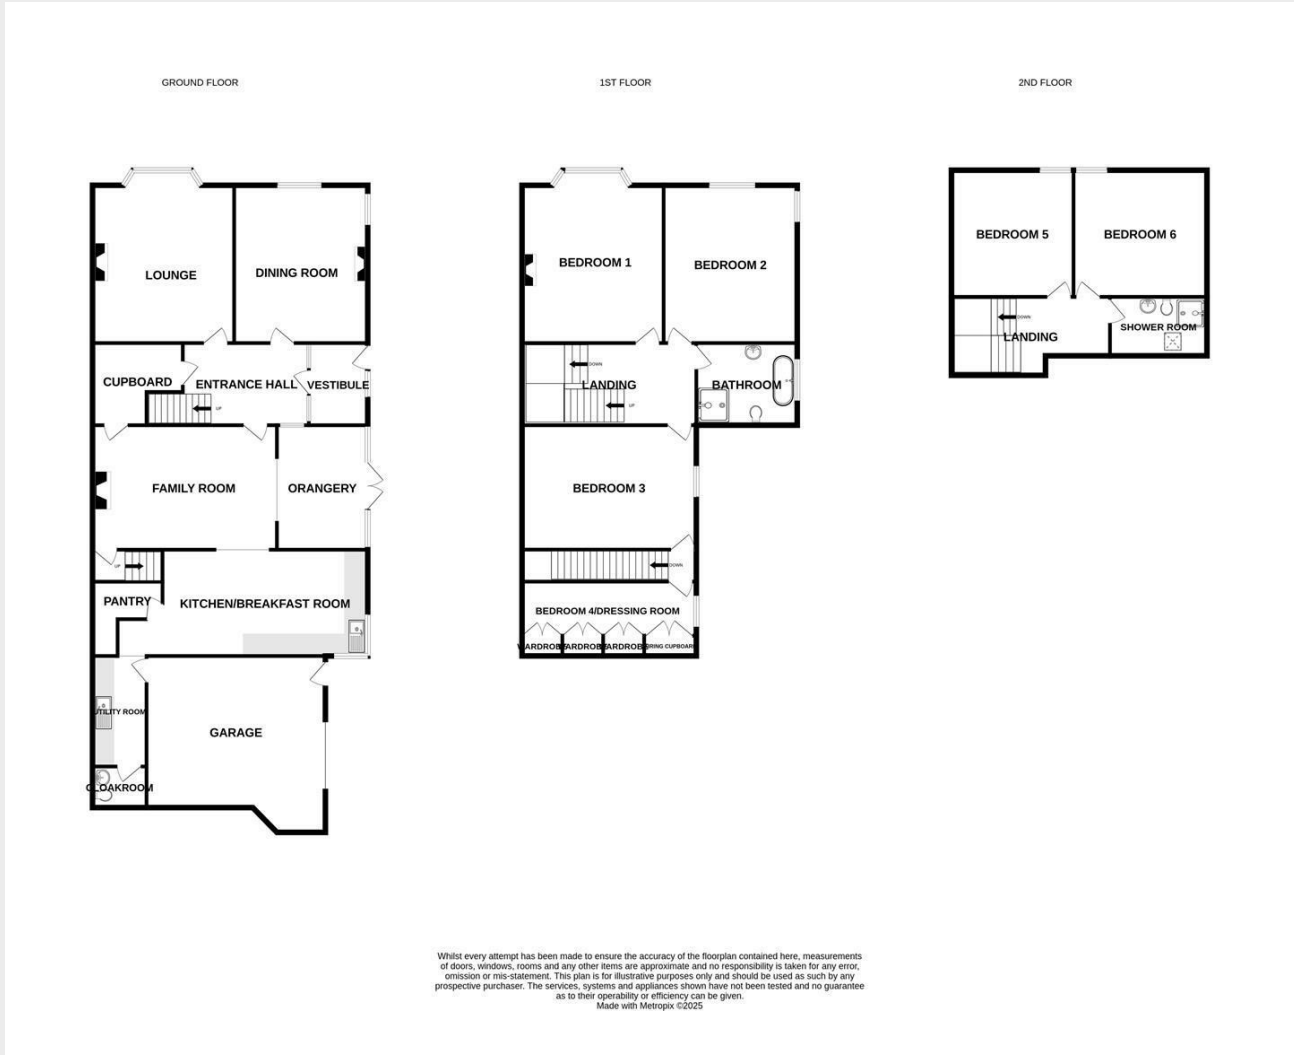 GROUND FLOOR
1ST FLOOR
2ND FLOOR
LOUNGE
DINING ROOM
CUPBOARD
ENTRANCE HALL
VESTIBULE
UP
FAMILY ROOM
ORANGERY
UP
PANTRY
KITCHEN/BREAKFAST ROOM
UTILITY ROOM
GARAGE
CLOAKROOM
BEDROOM 1
BEDROOM 2
DOWN
LANDING
BATHROOM
UP
BEDROOM 3
DOWN
BEDROOM 4/DRESSING ROOM
WARDROBE
WARDROBE
WARDROBE
CUPBOARD
BEDROOM 5
BEDROOM 6
DOWN
LANDING
SHOWER ROOM
Whilst every attempt has been made to ensure the accuracy of the floorplan contained here, measurements
of doors, windows, rooms and any other items are approximate and no responsibility is taken for any error,
omission or mis-statement. This plan is for illustrative purposes only and should be used as such by any
prospective purchaser. The services, systems and appliances shown have not been tested and no guarantee
as to their operability or efficiency can be given.
Made with Metropix ©2025